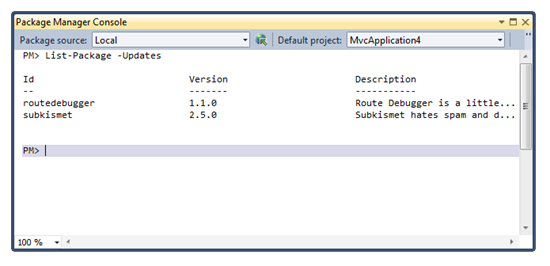 Package Manager Console
Package source: Local Default project: MvcApplication4
PM> List-Package -Updates
Id Version Description
-- ------- -----------
routedebugger 1.1.0 Route Debugger is a little...
subkismet 2.5.0 Subkismet hates spam and d...
PM>
100 %